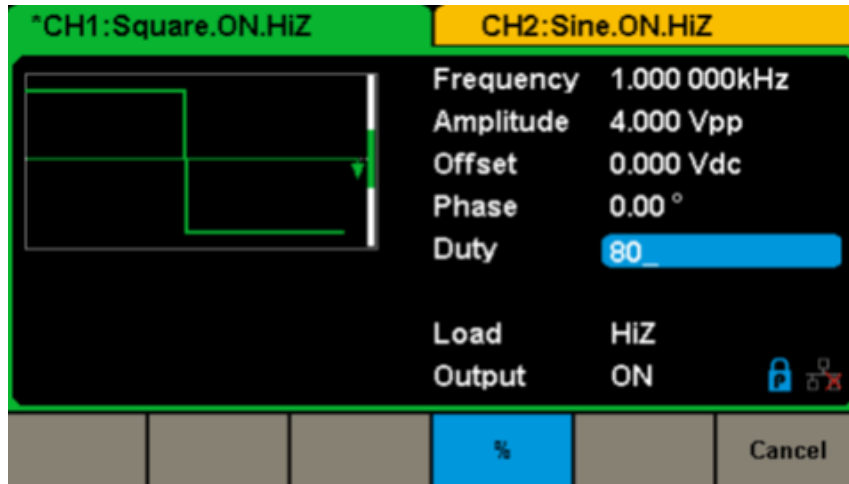 *CH1:Square.ON.HiZ CH2:Sine.ON.HiZ
Frequency 1.000 000kHz
Amplitude 4.000 Vpp
Offset 0.000 Vdc
Phase 0.00 °
Duty 80_
Load HiZ
Output ON
P
% Cancel